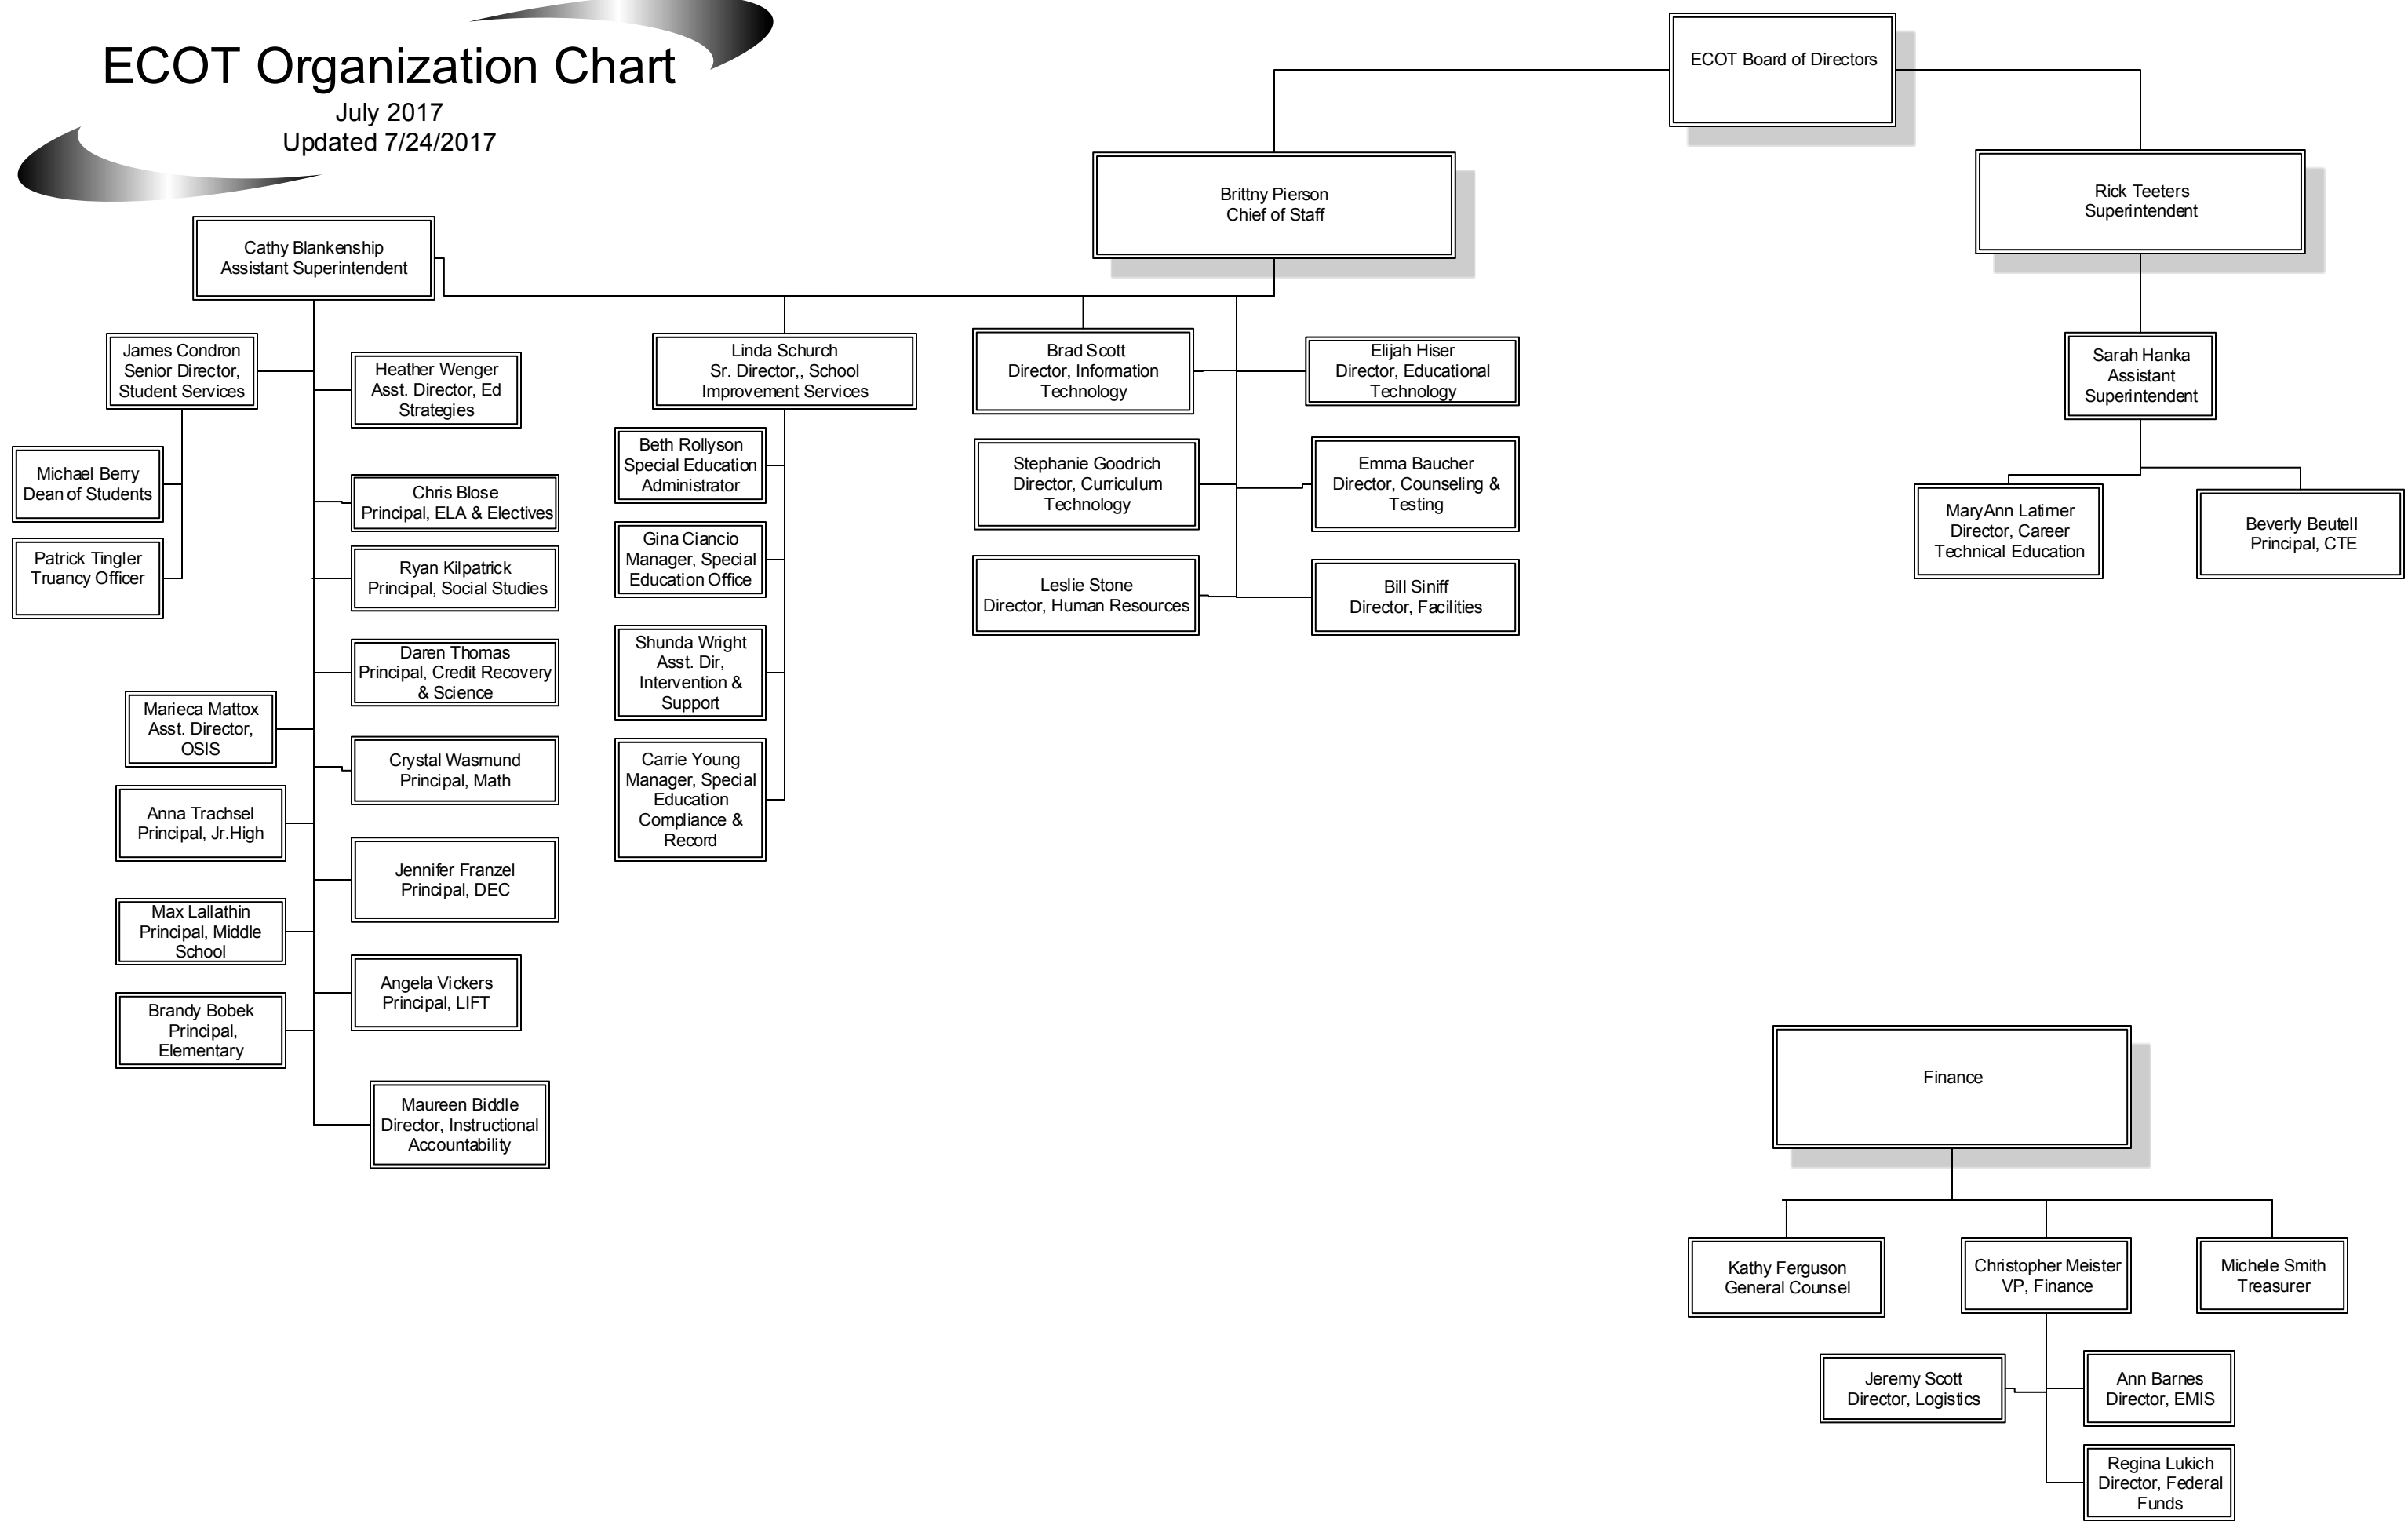 ECOT Organization Chart
July 2017
Updated 7/24/2017
ECOT Board of Directors
Brittny Pierson
Chief of Staff
Rick Teeters
Superintendent
Cathy Blankenship
Assistant Superintendent
James Condron
Senior Director,
Student Services
Heather Wenger
Asst. Director, Ed
Strategies
Michael Berry
Dean of Students
Patrick Tingler
Truancy Officer
Chris Blose
Principal, ELA & Electives
Ryan Kilpatrick
Principal, Social Studies
Daren Thomas
Principal, Credit Recovery
& Science
Marieca Mattox
Asst. Director,
OSIS
Crystal Wasmund
Principal, Math
Anna Trachsel
Principal, Jr.High
Jennifer Franzel
Principal, DEC
Max Lallathin
Principal, Middle
School
Angela Vickers
Principal, LIFT
Brandy Bobek
Principal,
Elementary
Maureen Biddle
Director, Instructional
Accountability
Linda Schurch
Sr. Director,, School
Improvement Services
Beth Rollyson
Special Education
Administrator
Gina Ciancio
Manager, Special
Education Office
Shunda Wright
Asst. Dir,
Intervention &
Support
Carrie Young
Manager, Special
Education
Compliance &
Record
Brad Scott
Director, Information
Technology
Elijah Hiser
Director, Educational
Technology
Stephanie Goodrich
Director, Curriculum
Technology
Emma Baucher
Director, Counseling &
Testing
Leslie Stone
Director, Human Resources
Bill Siniff
Director, Facilities
Sarah Hanka
Assistant
Superintendent
MaryAnn Latimer
Director, Career
Technical Education
Beverly Beutell
Principal, CTE
Finance
Kathy Ferguson
General Counsel
Christopher Meister
VP, Finance
Michele Smith
Treasurer
Jeremy Scott
Director, Logistics
Ann Barnes
Director, EMIS
Regina Lukich
Director, Federal
Funds